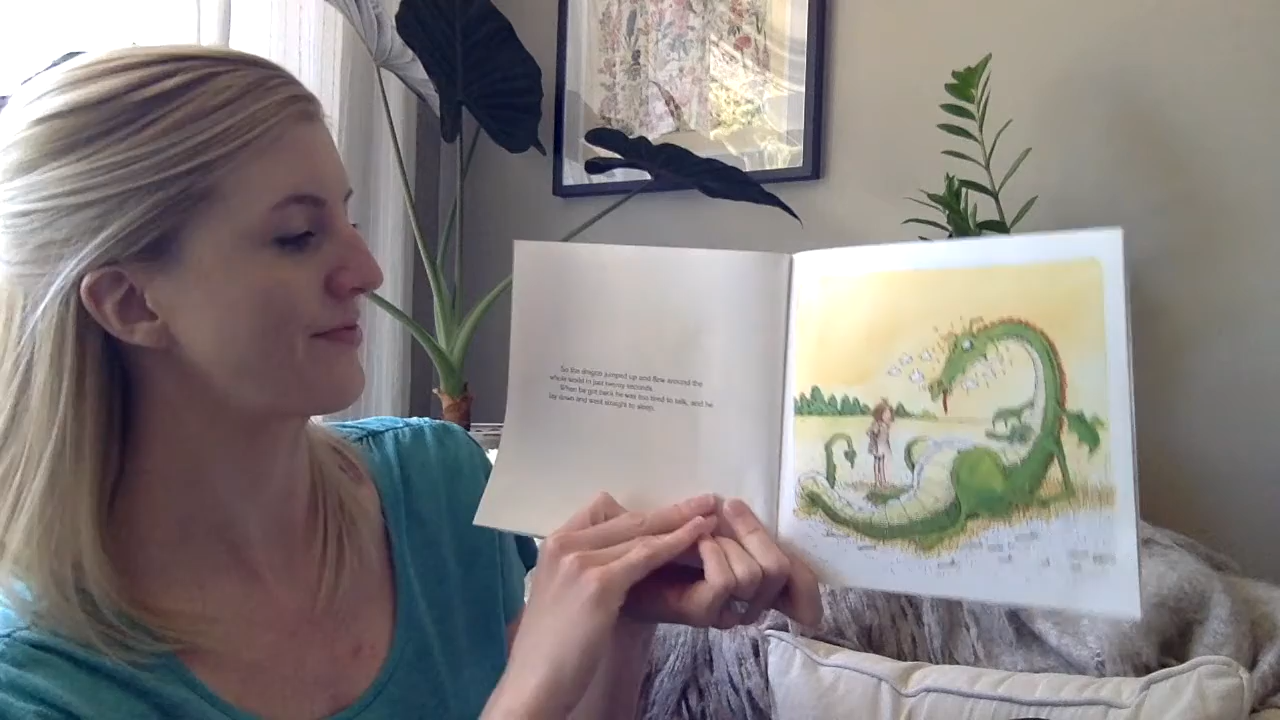 So the dragon jumped up and flew around the
whole world in just twenty seconds.
When he got back he was too tired to talk, and he
lay down and went straight to sleep.